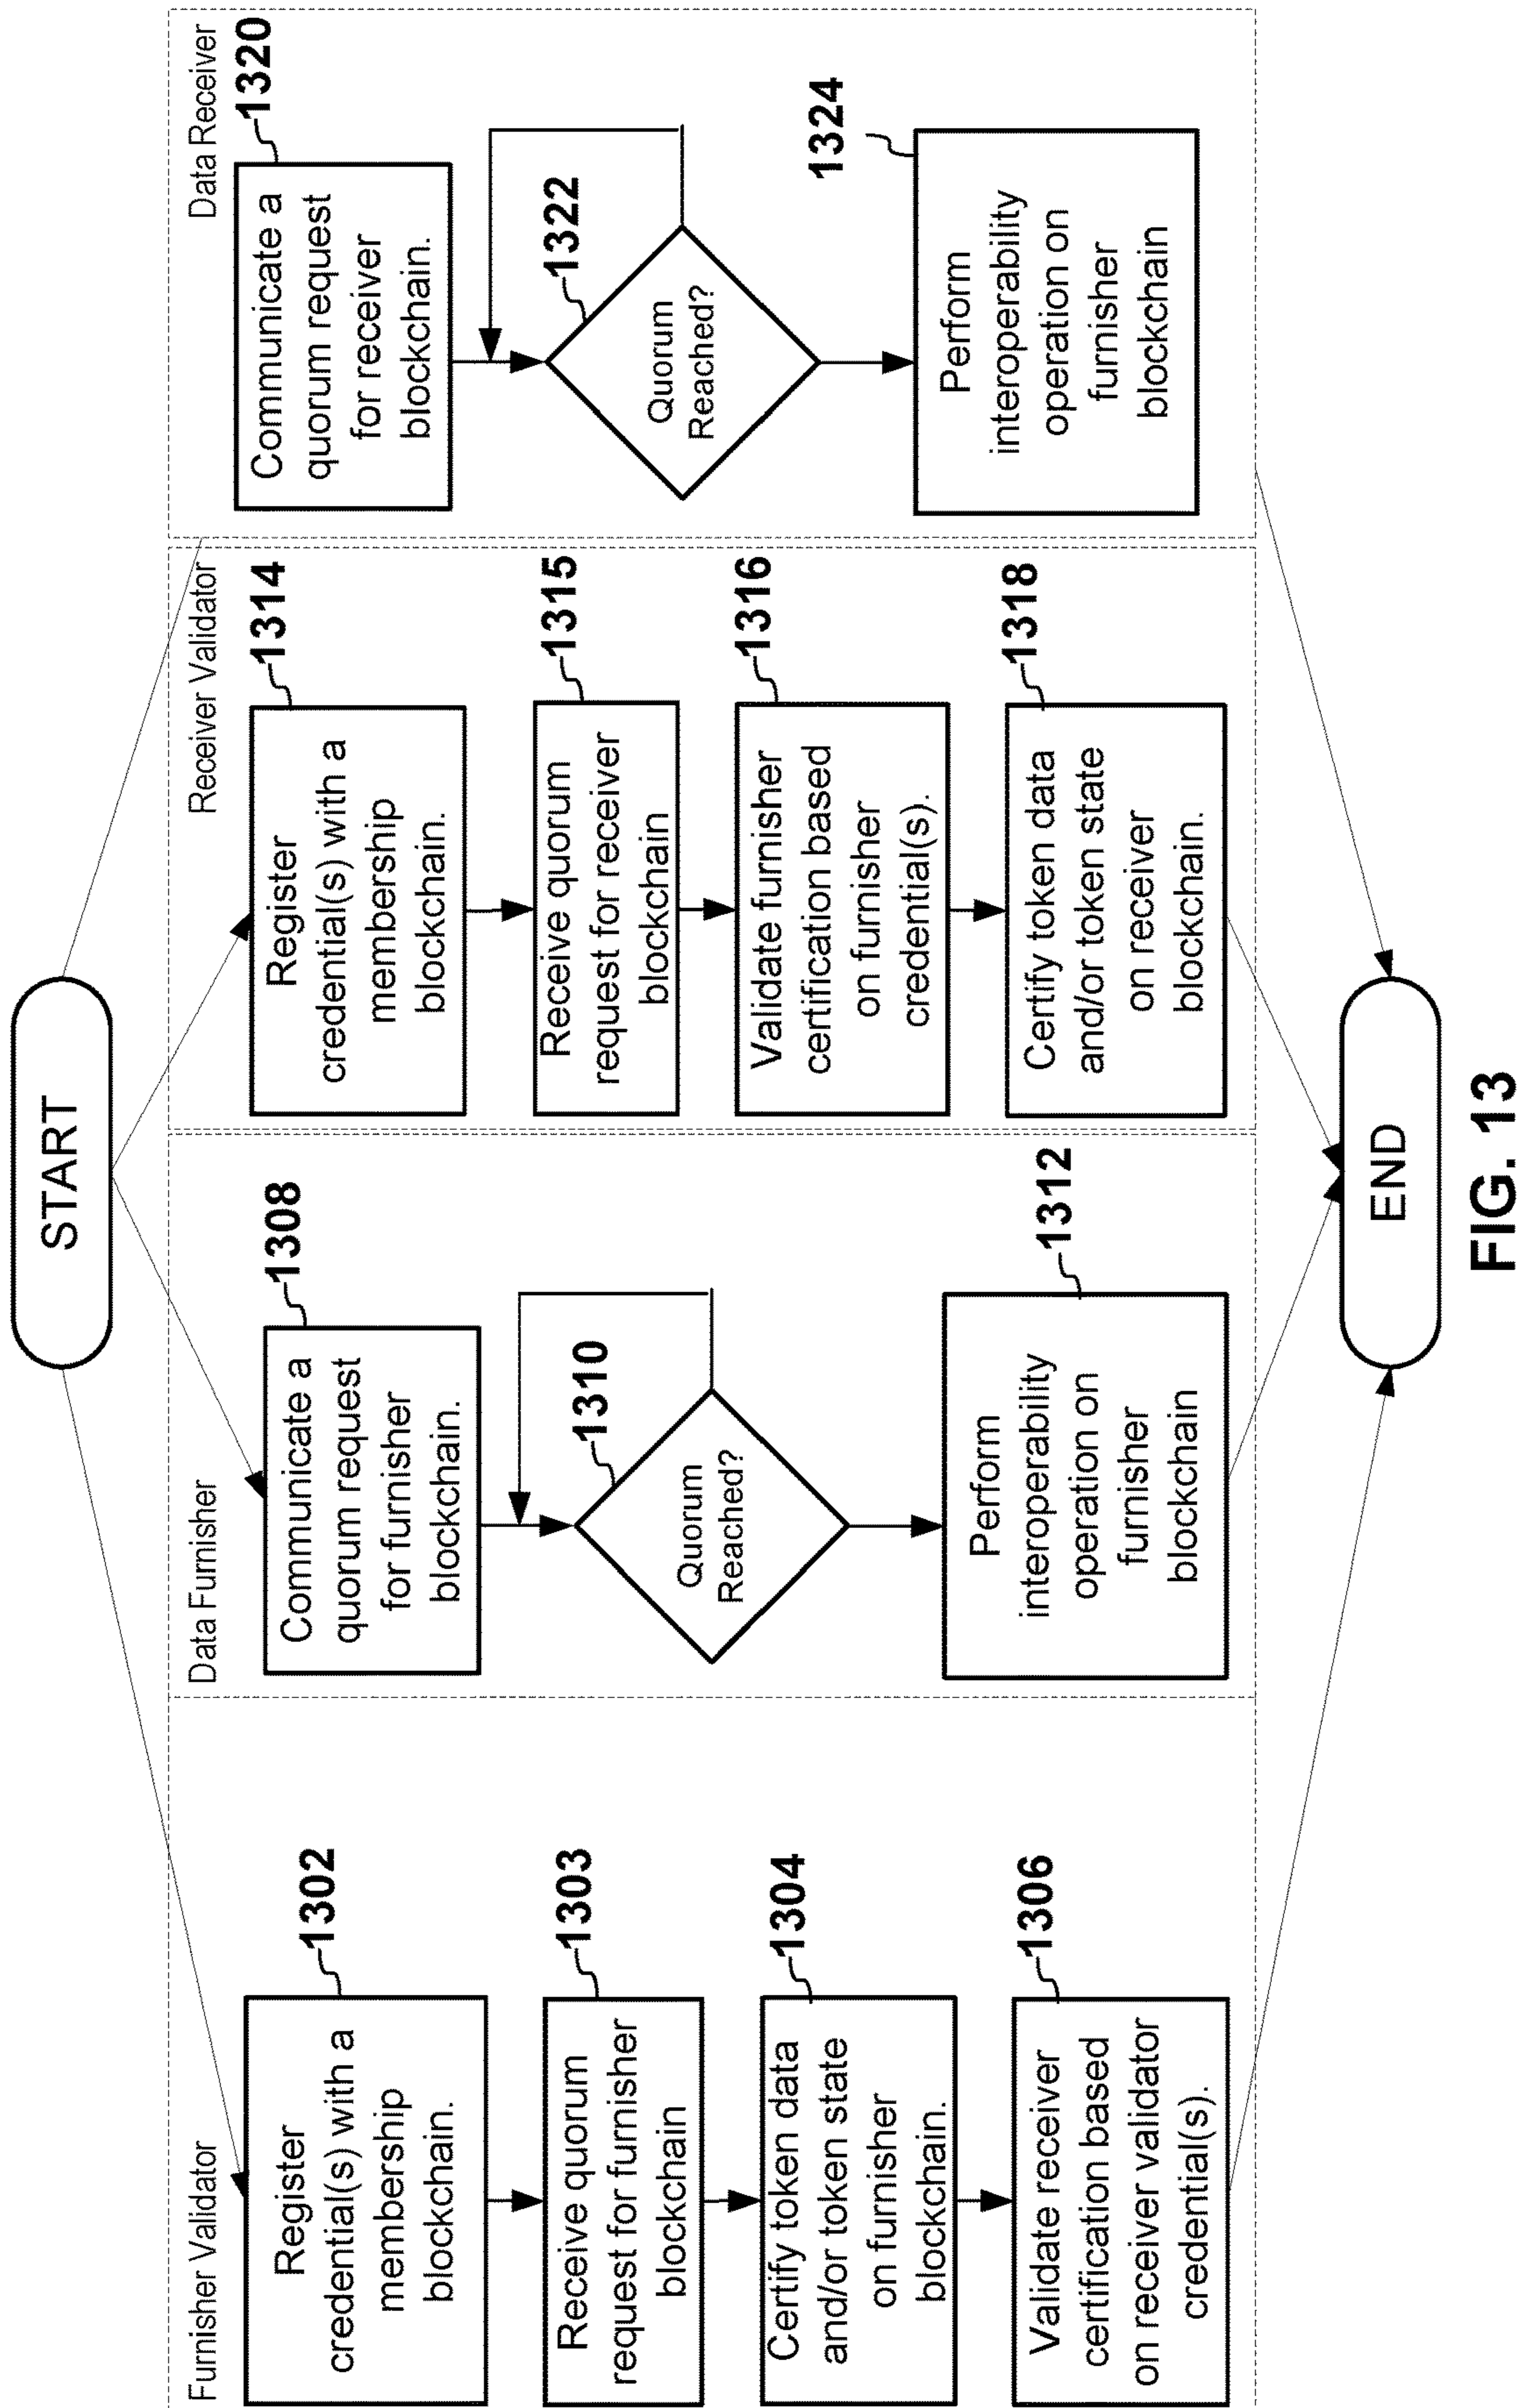 START
Furnisher Validator
1302
Register
credential(s) with a
membership
blockchain.
1303
Receive quorum
request for furnisher
blockchain
1304
Certify token data
and/or token state
on furnisher
blockchain.
1306
Validate receiver
certification based
on receiver validator
credential(s).
Data Furnisher
1308
Communicate a
quorum request
for furnisher
blockchain.
1310
Quorum
Reached?
1312
Perform
interoperability
operation on
furnisher
blockchain
Receiver Validator
1314
Register
credential(s) with a
membership
blockchain.
1315
Receive quorum
request for receiver
blockchain
1316
Validate furnisher
certification based
on furnisher
credential(s).
1318
Certify token data
and/or token state
on receiver
blockchain.
Data Receiver
1320
Communicate a
quorum request
for receiver
blockchain.
1322
Quorum
Reached?
1324
Perform
interoperability
operation on
furnisher
blockchain
END
FIG. 13